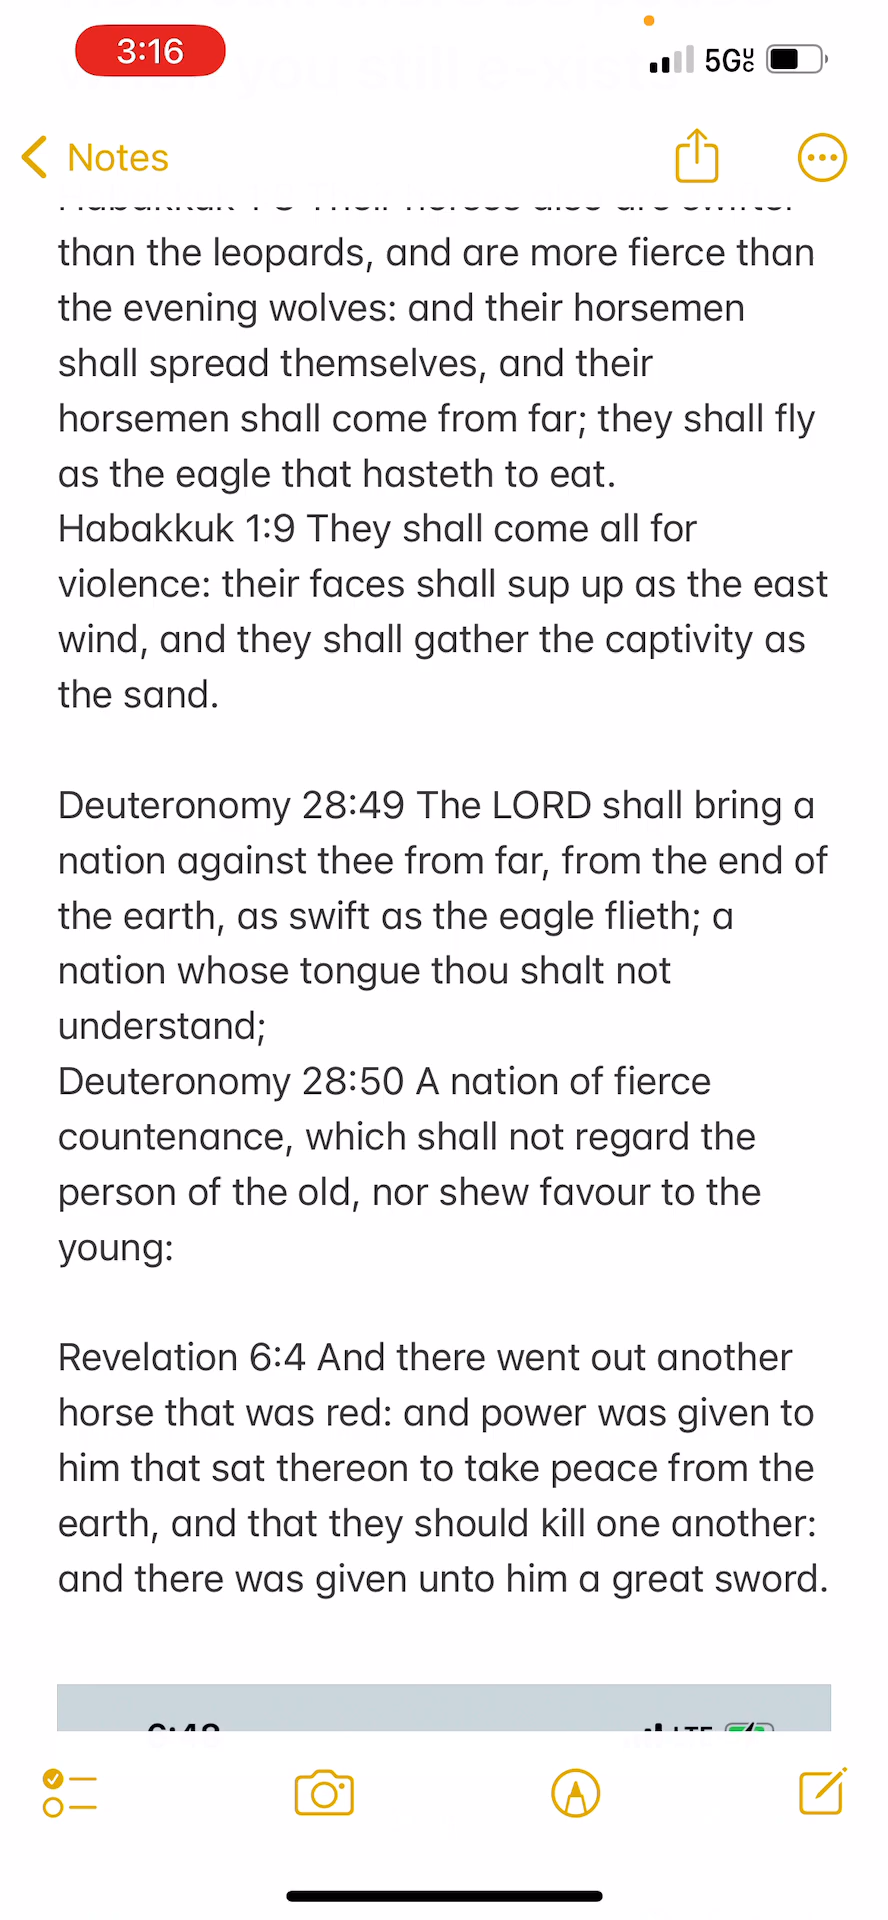 3:16
5G UC
Notes
than the leopards, and are more fierce than
the evening wolves: and their horsemen
shall spread themselves, and their
horsemen shall come from far; they shall fly
as the eagle that hasteth to eat.
Habakkuk 1:9 They shall come all for
violence: their faces shall sup up as the east
wind, and they shall gather the captivity as
the sand.
Deuteronomy 28:49 The LORD shall bring a
nation against thee from far, from the end of
the earth, as swift as the eagle flieth; a
nation whose tongue thou shalt not
understand;
Deuteronomy 28:50 A nation of fierce
countenance, which shall not regard the
person of the old, nor shew favour to the
young:
Revelation 6:4 And there went out another
horse that was red: and power was given to
him that sat thereon to take peace from the
earth, and that they should kill one another:
and there was given unto him a great sword.